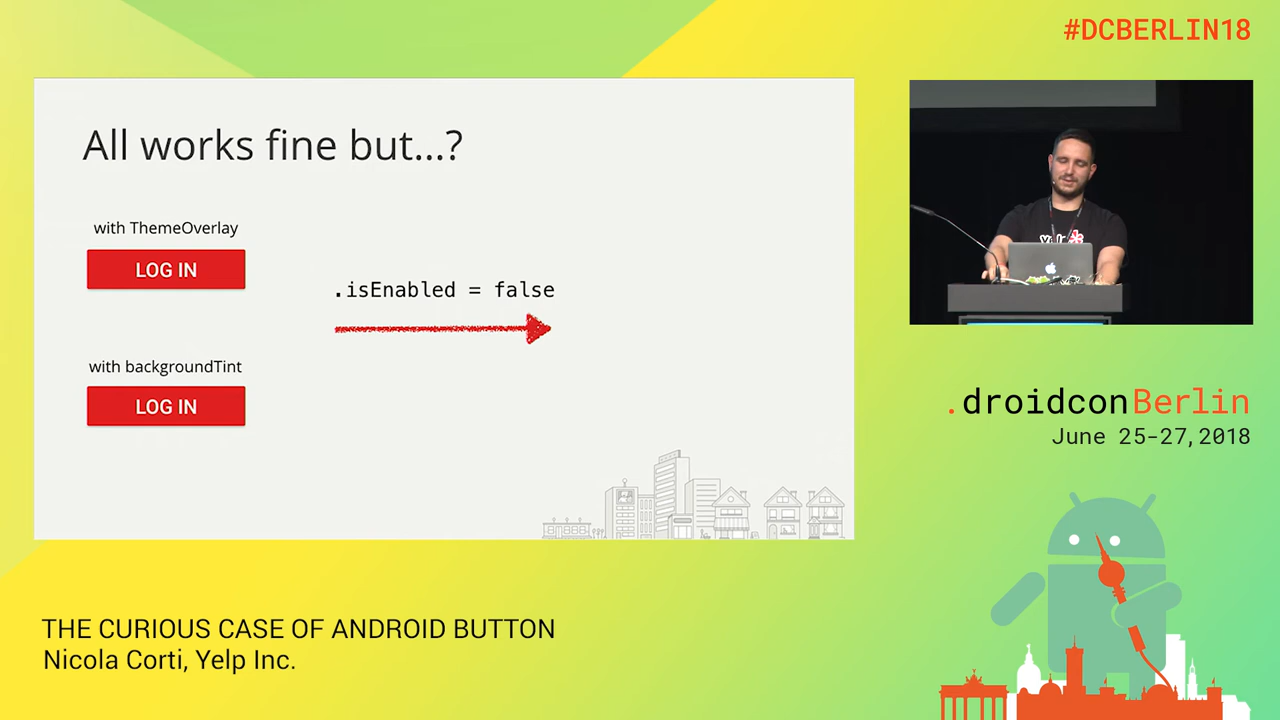 #DCBERLIN18
All works fine but...?
with ThemeOverlay
LOG IN
.isEnabled = false
with backgroundTint
LOG IN
.droidconBerlin
June 25-27, 2018
THE CURIOUS CASE OF ANDROID BUTTON
Nicola Corti, Yelp Inc.